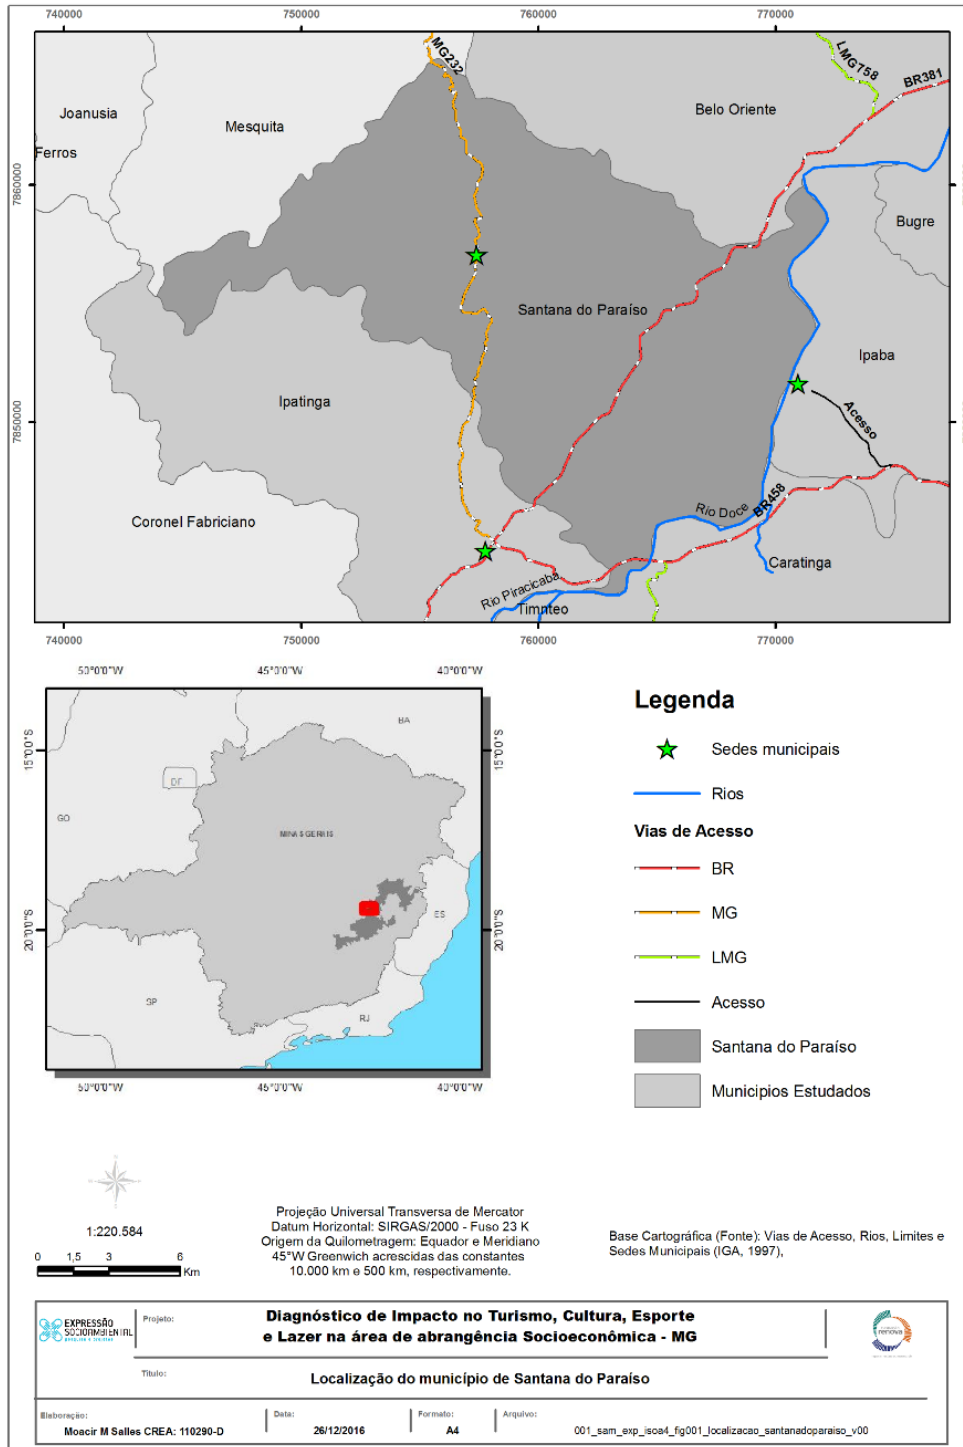 740000 750000 760000 770000
MG232
LMG758
BR381
Joanusia
Mesquita
Belo Oriente
Ferros
7860000
Bugre
Santana do Paraíso
Ipaba
Ipatinga
Acesso
7850000
Coronel Fabriciano
Rio Doce
BR458
Caratinga
Rio Piracicaba
Timnteo
740000 750000 760000 770000
50°0'0"W 45°0'0"W 40°0'0"W
BA
15°0'0"S 15°0'0"S
DF
GO
MINAS GERAIS
ES
20°0'0"S 20°0'0"S
SP
RJ
50°0'0"W 45°0'0"W 40°0'0"W
Legenda
Sedes municipais
Rios
Vias de Acesso
BR
MG
LMG
Acesso
Santana do Paraíso
Municipios Estudados
1:220.584
0 1,5 3 6
Km
Projeção Universal Transversa de Mercator
Datum Horizontal: SIRGAS/2000 - Fuso 23 K
Origem da Quilometragem: Equador e Meridiano
45°W Greenwich acrescidas das constantes
10.000 km e 500 km, respectivamente.
Base Cartográfica (Fonte): Vias de Acesso, Rios, Limites e
Sedes Municipais (IGA, 1997),
EXPRESSÃO
SOCIOAMBIENTAL
Projeto:
Diagnóstico de Impacto no Turismo, Cultura, Esporte
e Lazer na área de abrangência Socioeconômica - MG
renova
Titulo:
Localização do município de Santana do Paraíso
Elaboração:
Moacir M Salles CREA: 110290-D
Data:
26/12/2016
Formato:
A4
Arquivo:
001_sam_exp_isoa4_fig001_localizacao_santanadoparaiso_v00